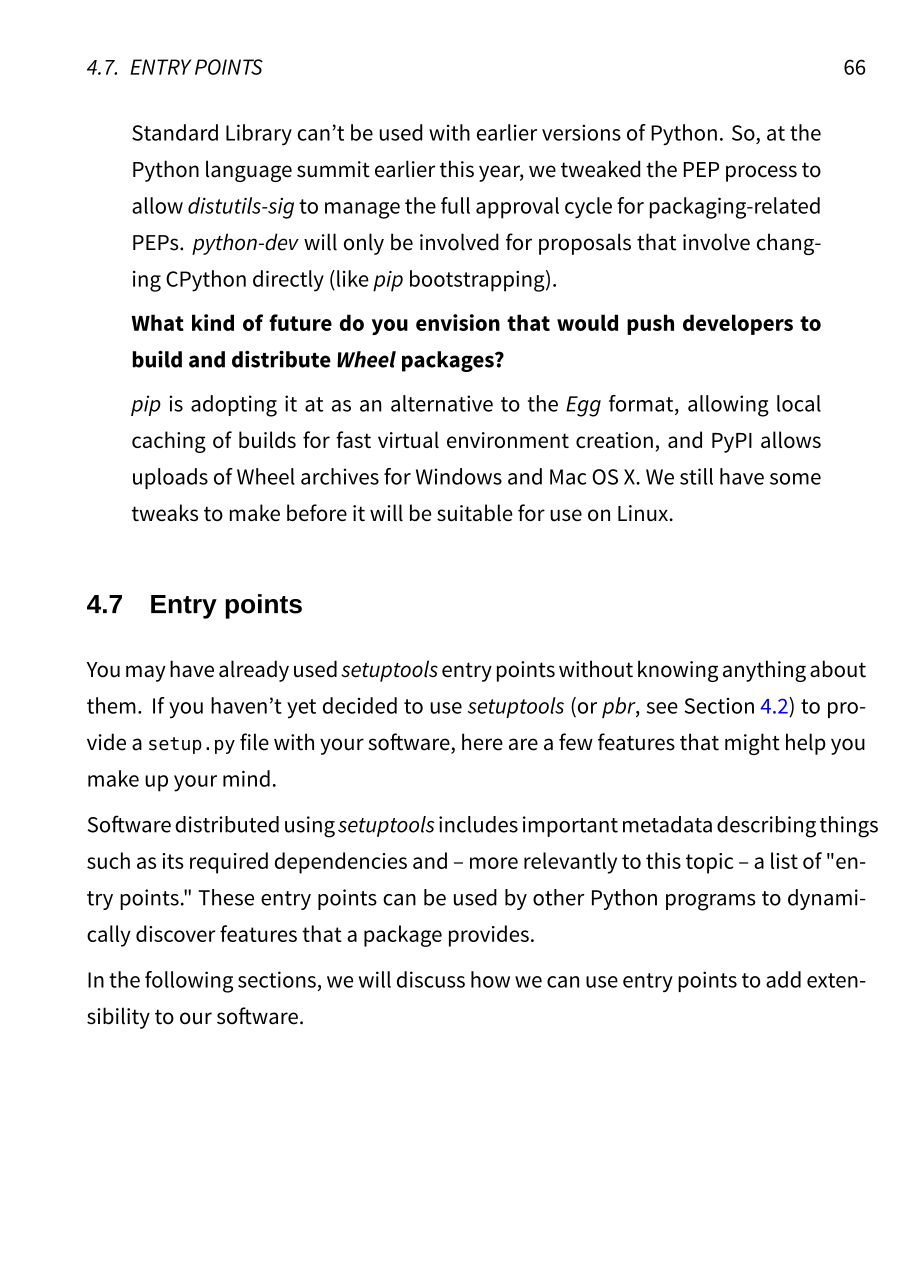 4.7. ENTRY POINTS 66
Standard Library can’t be used with earlier versions of Python. So, at the
Python language summit earlier this year, we tweaked the PEP process to
allow distutils-sig to manage the full approval cycle for packaging-related
PEPs. python-dev will only be involved for proposals that involve chang-
ing CPython directly (like pip bootstrapping).
What kind of future do you envision that would push developers to
build and distribute Wheel packages?
pip is adopting it at as an alternative to the Egg format, allowing local
caching of builds for fast virtual environment creation, and PyPI allows
uploads of Wheel archives for Windows and Mac OS X. We still have some
tweaks to make before it will be suitable for use on Linux.
4.7 Entry points
You may have already used setuptools entry points without knowing anything about
them. If you haven’t yet decided to use setuptools (or pbr, see Section 4.2) to pro-
vide a setup.py file with your software, here are a few features that might help you
make up your mind.
Software distributed using setuptools includes important metadata describing things
such as its required dependencies and – more relevantly to this topic – a list of "en-
try points." These entry points can be used by other Python programs to dynami-
cally discover features that a package provides.
In the following sections, we will discuss how we can use entry points to add exten-
sibility to our software.